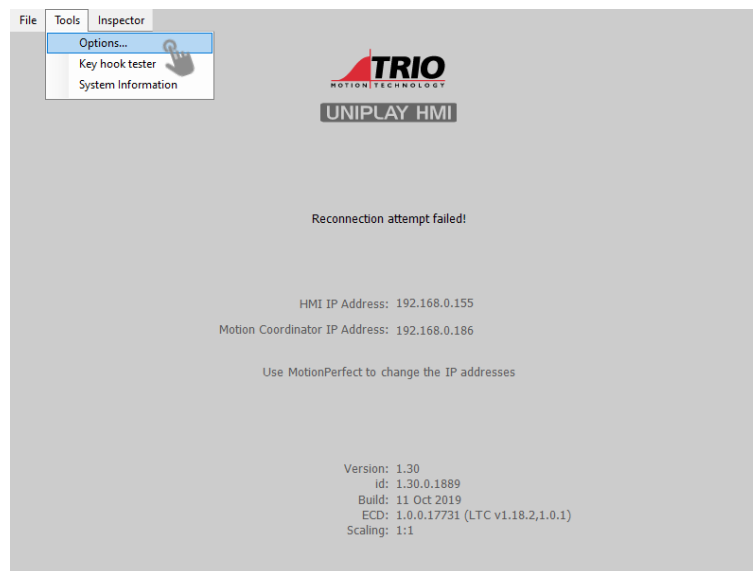 File Tools Inspector
Options...
Key hook tester
System Information
TRIO
MOTION TECHNOLOGY
UNIPLAY HMI
Reconnection attempt failed!
HMI IP Address: 192.168.0.155
Motion Coordinator IP Address: 192.168.0.186
Use MotionPerfect to change the IP addresses
Version: 1.30
id: 1.30.0.1889
Build: 11 Oct 2019
ECD: 1.0.0.17731 (LTC v1.18.2,1.0.1)
Scaling: 1:1